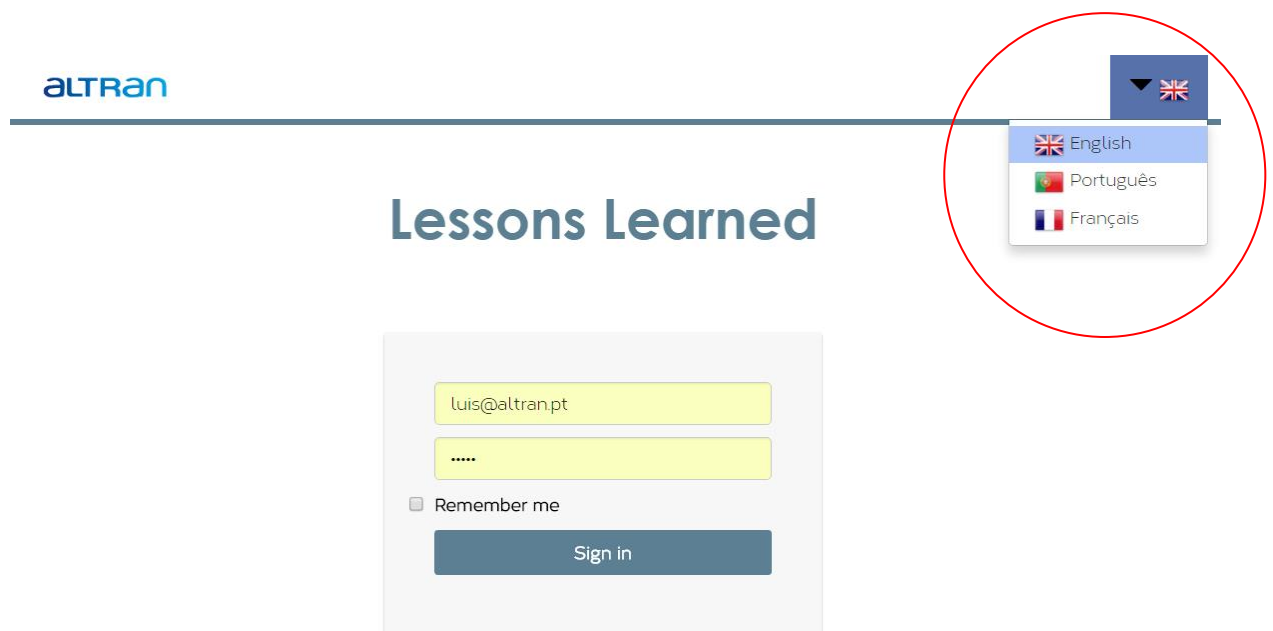 altran
English
Português
Français
Lessons Learned
luis@altran.pt
•••••
Remember me
Sign in